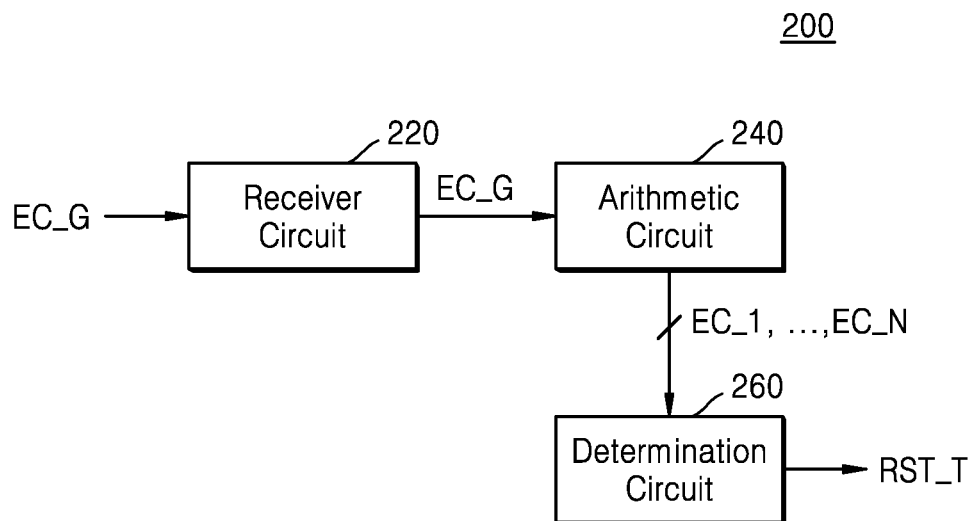 200
220
240
EC_G
Receiver
Circuit
EC_G
Arithmetic
Circuit
EC_1, ...,EC_N
260
Determination
Circuit
RST_T